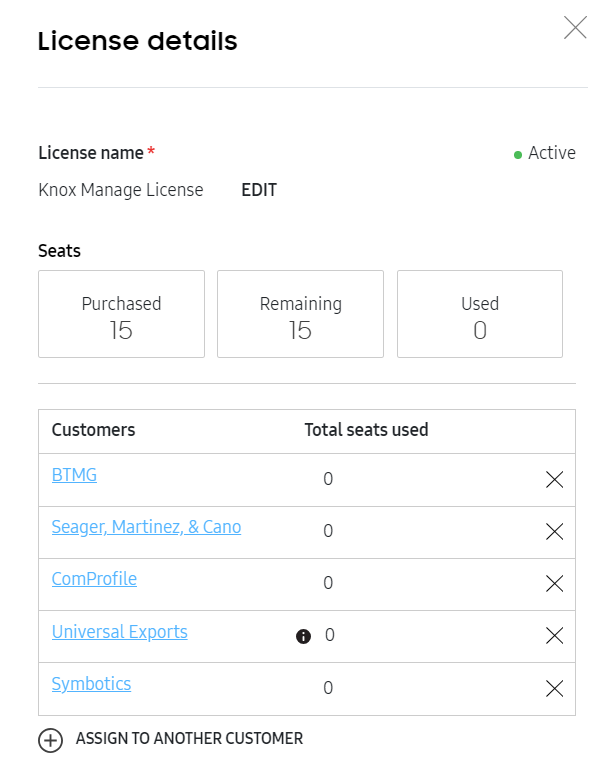 License details
License name *
Active
Knox Manage License
EDIT
Seats
Purchased
15
Remaining
15
Used
0
Customers
Total seats used
BTMG
0
Seager, Martinez, & Cano
0
ComProfile
0
Universal Exports
0
Symbotics
0
ASSIGN TO ANOTHER CUSTOMER